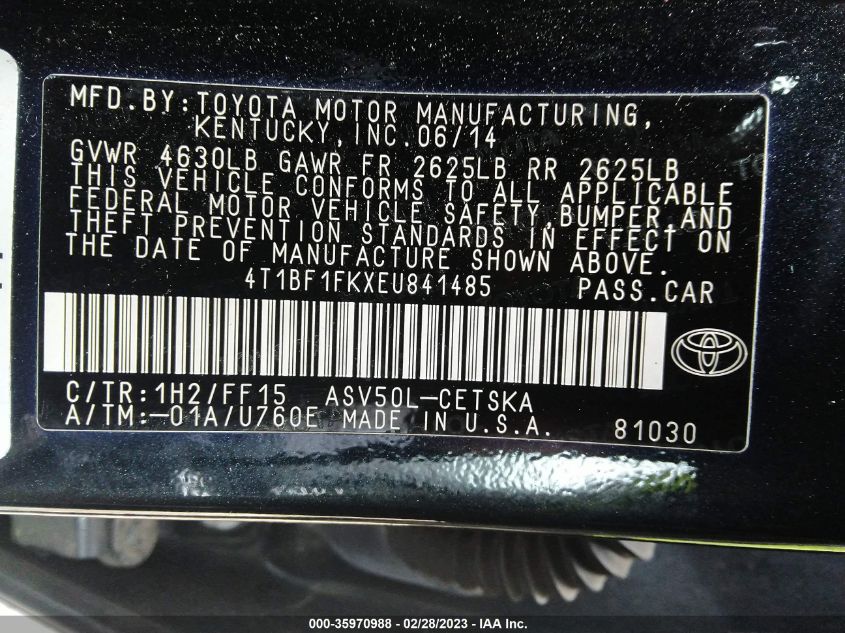 MFD.BY:TOYOTA MOTOR MANUFACTURING,
KENTUCKY,INC.06/14
GVWR 4630LB GAWR FR 2625LB RR 2625LB
THIS VEHICLE CONFORMS TO ALL APPLICABLE
FEDERAL MOTOR VEHICLE SAFETY,BUMPER,AND
THEFT PREVENTION STANDARDS IN EFFECT ON
THE DATE OF MANUFACTURE SHOWN ABOVE.
4T1BF1FKXEU841485 PASS.CAR
C/TR:1H2/FF15 ASV50L-CETSKA
A/TM:-01A/U760E MADE IN U.S.A. 81030
000-35970988 - 02/28/2023 - IAA Inc.